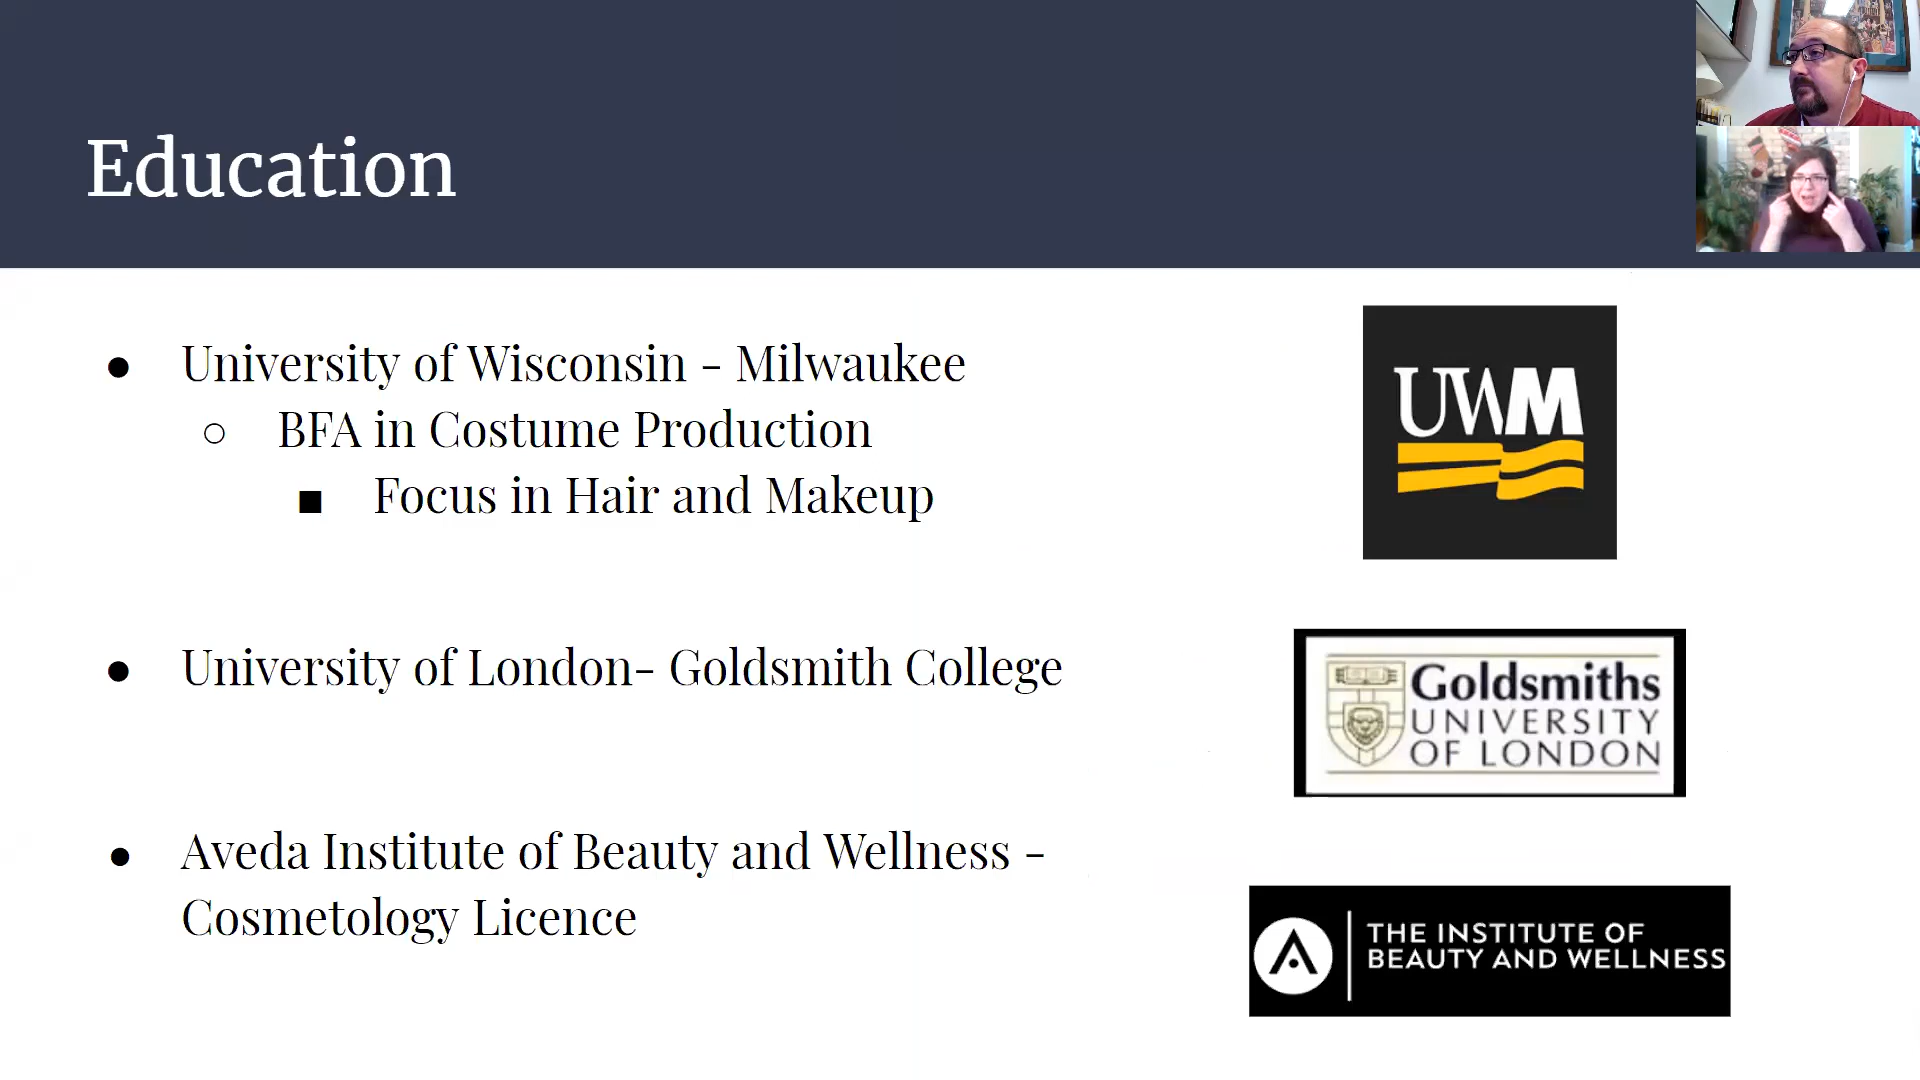 Education
● University of Wisconsin - Milwaukee
○ BFA in Costume Production
■ Focus in Hair and Makeup
● University of London- Goldsmith College
● Aveda Institute of Beauty and Wellness -
Cosmetology Licence
UWM
Goldsmiths
UNIVERSITY
OF LONDON
THE INSTITUTE OF
BEAUTY AND WELLNESS